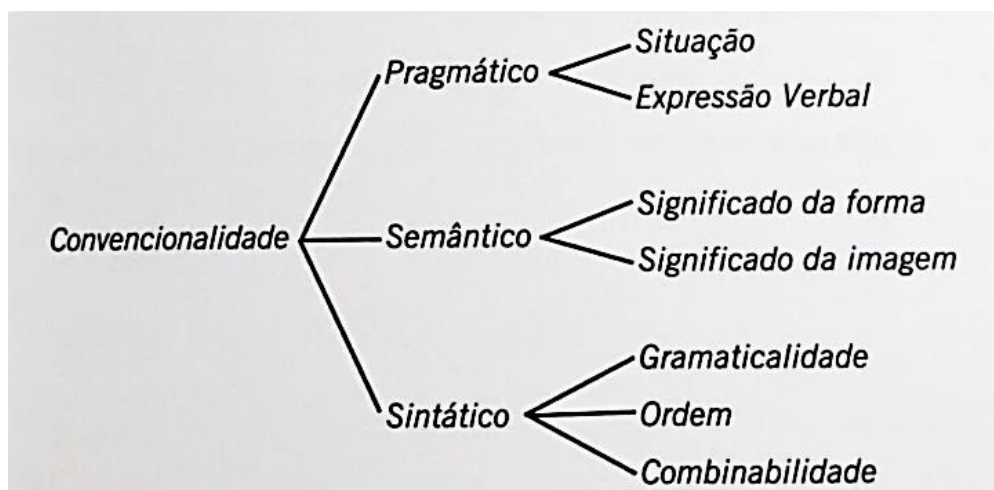 Convencionalidade
Pragmático
Situação
Expressão Verbal
Semântico
Significado da forma
Significado da imagem
Sintático
Gramaticalidade
Ordem
Combinabilidade